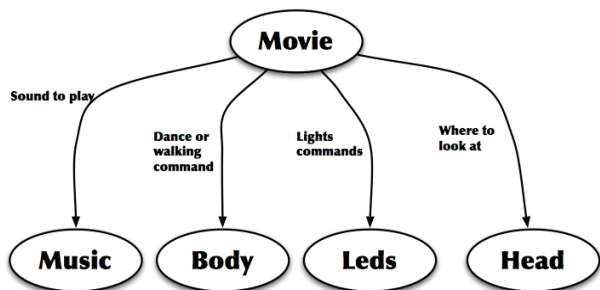 Movie
Sound to play
Dance or
walking
command
Lights
commands
Where to
look at
Music
Body
Leds
Head